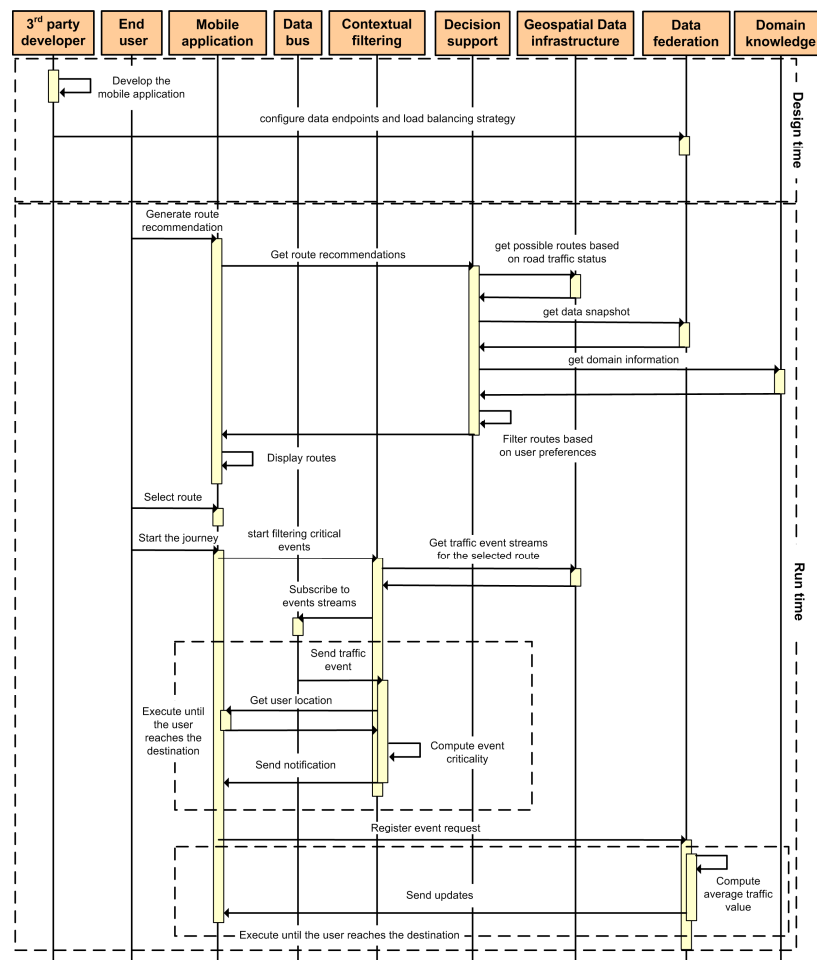 3rd party
developer
End
user
Mobile
application
Data
bus
Contextual
filtering
Decision
support
Geospatial Data
infrastructure
Data
federation
Domain
knowledge
Develop the
mobile application
configure data endpoints and load balancing strategy
Design time
Generate route
recommendation
Get route recommendations
get possible routes based
on road traffic status
get data snapshot
get domain information
Filter routes based
on user preferences
Display routes
Select route
Start the journey
start filtering critical
events
Get traffic event streams
for the selected route
Run time
Subscribe to
events streams
Send traffic
event
Get user location
Execute until
the user
reaches the
destination
Compute event
criticality
Send notification
Register event request
Compute
average traffic
value
Send updates
Execute until the user reaches the destination